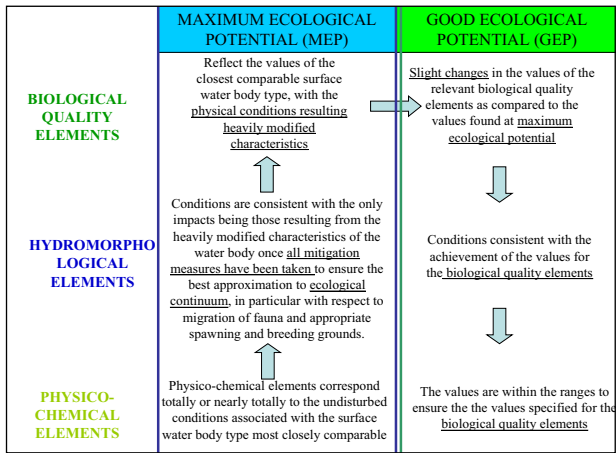 MAXIMUM ECOLOGICAL
POTENTIAL (MEP)
GOOD ECOLOGICAL
POTENTIAL (GEP)
BIOLOGICAL
QUALITY
ELEMENTS
Reflect the values of the
closest comparable surface
water body type, with the
physical conditions resulting
heavily modified
characteristics
Slight changes in the values of the
relevant biological quality
elements as compared to the
values found at maximum
ecological potential
HYDROMORPHO
LOGICAL
ELEMENTS
Conditions are consistent with the only
impacts being those resulting from the
heavily modified characteristics of the
water body once all mitigation
measures have been taken to ensure the
best approximation to ecological
continuum, in particular with respect to
migration of fauna and appropriate
spawning and breeding grounds.
Conditions consistent with the
achievement of the values for
the biological quality elements
PHYSICO-
CHEMICAL
ELEMENTS
Physico-chemical elements correspond
totally or nearly totally to the undisturbed
conditions associated with the surface
water body type most closely comparable
The values are within the ranges to
ensure the the values specified for the
biological quality elements